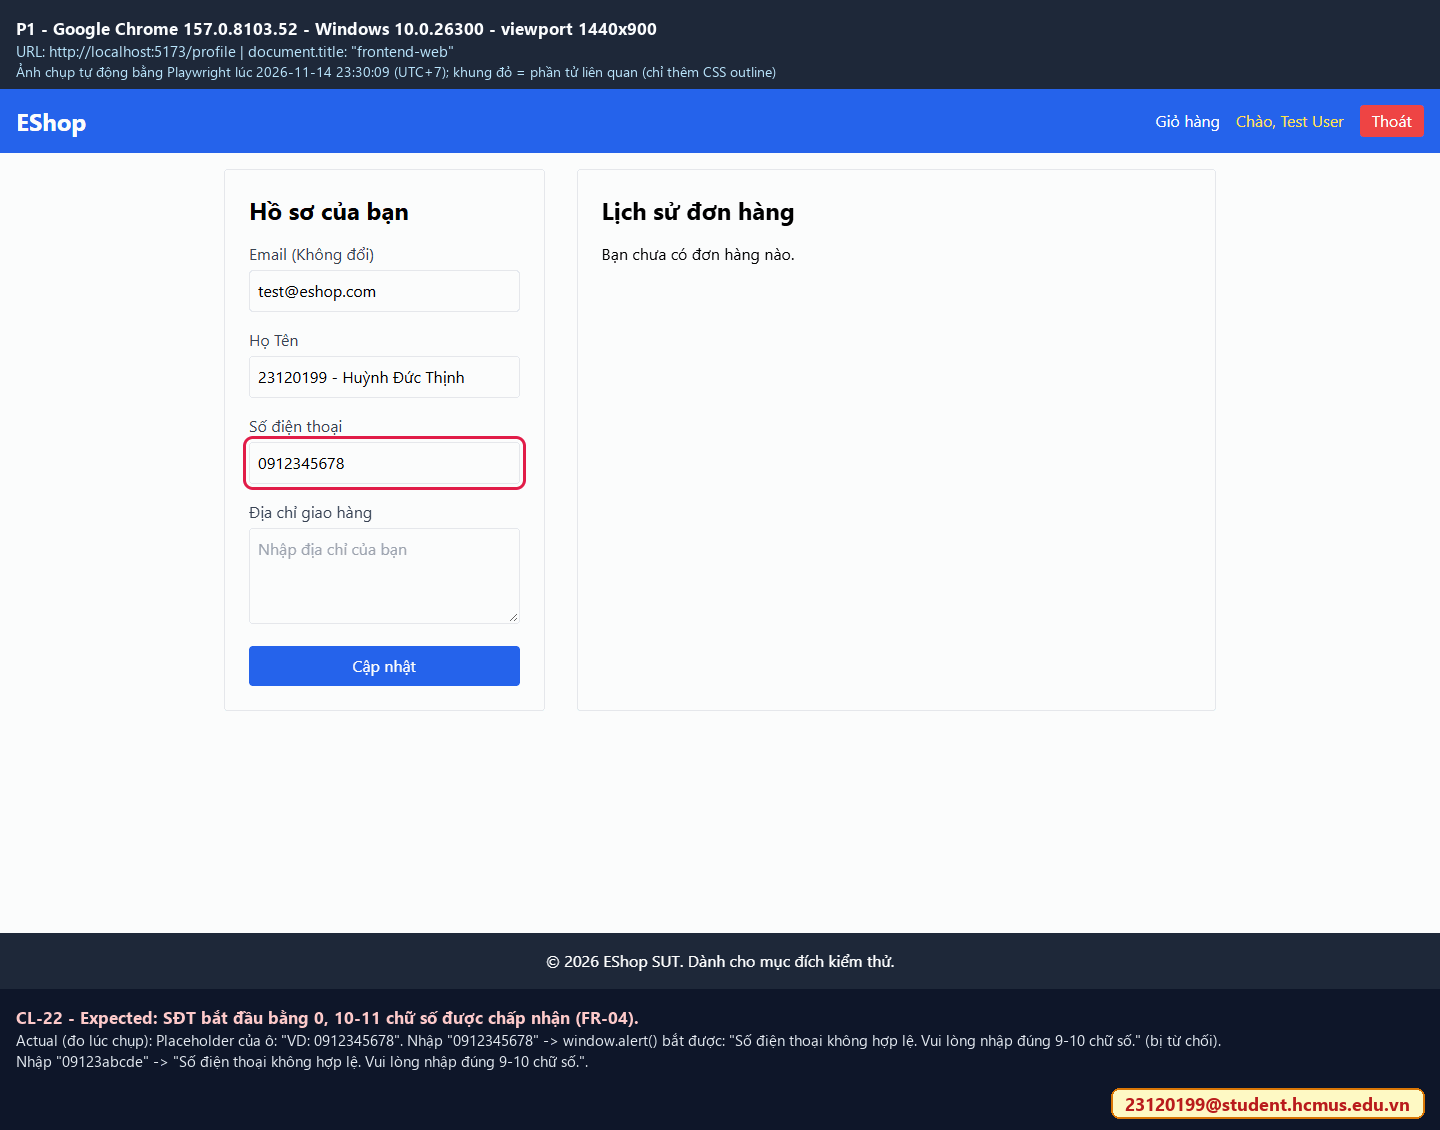 P1 - Google Chrome 157.0.8103.52 - Windows 10.0.26300 - viewport 1440x900
URL: http://localhost:5173/profile | document.title: "frontend-web"
Ảnh chụp tự động bằng Playwright lúc 2026-11-14 23:30:09 (UTC+7); khung đỏ = phần tử liên quan (chỉ thêm CSS outline)
EShop
Giỏ hàng
Chào, Test User
Thoát
Hồ sơ của bạn
Email (Không đổi)
test@eshop.com
Họ Tên
23120199 - Huỳnh Đức Thịnh
Số điện thoại
0912345678
Địa chỉ giao hàng
Nhập địa chỉ của bạn
Cập nhật
Lịch sử đơn hàng
Bạn chưa có đơn hàng nào.
© 2026 EShop SUT. Dành cho mục đích kiểm thử.
CL-22 - Expected: SĐT bắt đầu bằng 0, 10-11 chữ số được chấp nhận (FR-04).
Actual (đo lúc chụp): Placeholder của ô: "VD: 0912345678". Nhập "0912345678" -> window.alert() bắt được: "Số điện thoại không hợp lệ. Vui lòng nhập đúng 9-10 chữ số." (bị từ chối).
Nhập "09123abcde" -> "Số điện thoại không hợp lệ. Vui lòng nhập đúng 9-10 chữ số.".
23120199@student.hcmus.edu.vn